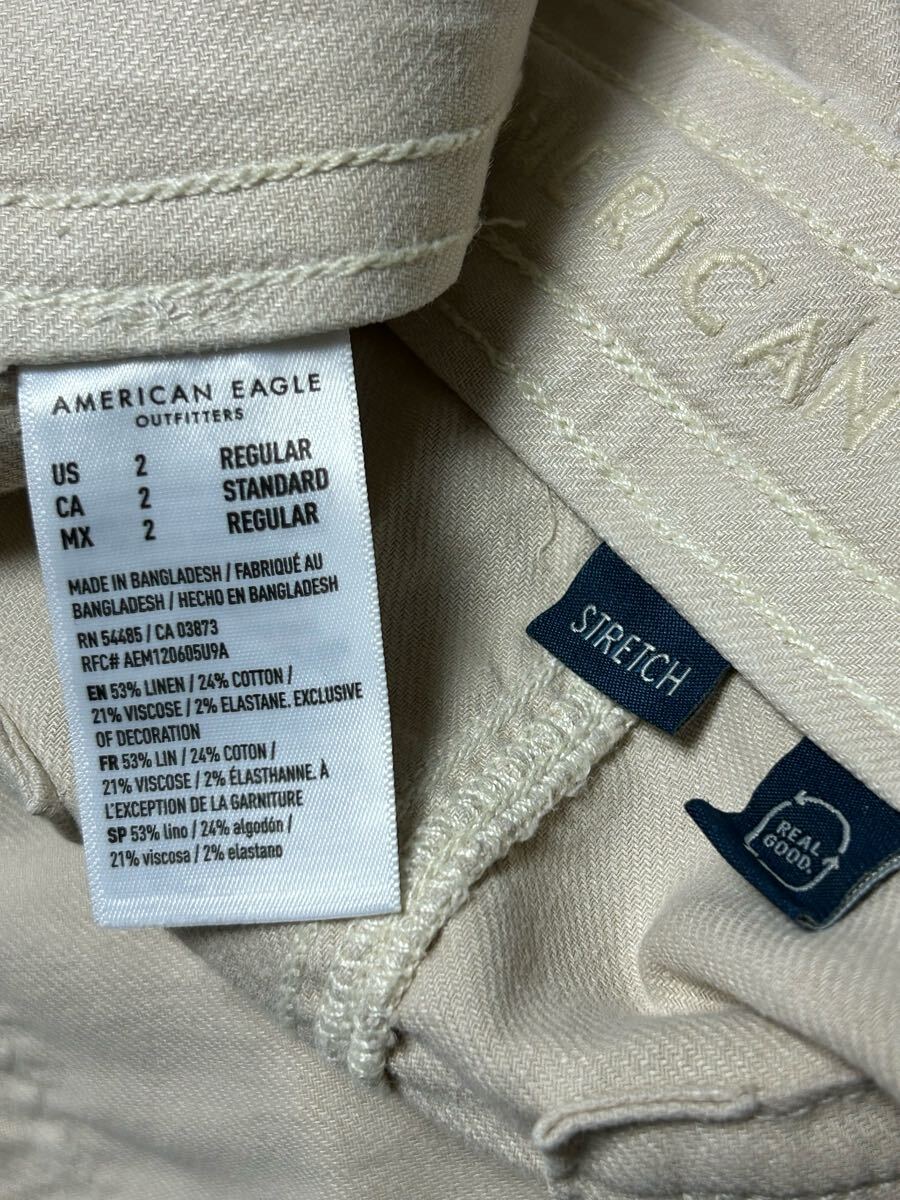 AMERICAN EAGLE
OUTFITTERS
US 2 REGULAR
CA 2 STANDARD
MX 2 REGULAR
MADE IN BANGLADESH / FABRIQUÉ AU
BANGLADESH / HECHO EN BANGLADESH
RN 54485 / CA 03873
RFC# AEM120605U9A
EN 53% LINEN / 24% COTTON /
21% VISCOSE / 2% ELASTANE. EXCLUSIVE
OF DECORATION
FR 53% LIN / 24% COTON /
21% VISCOSE / 2% ÉLASTHANNE. À
L'EXCEPTION DE LA GARNITURE
SP 53% lino / 24% algodón /
21% viscosa / 2% elastano
ERICAN
STRETCH
REAL
GOOD.